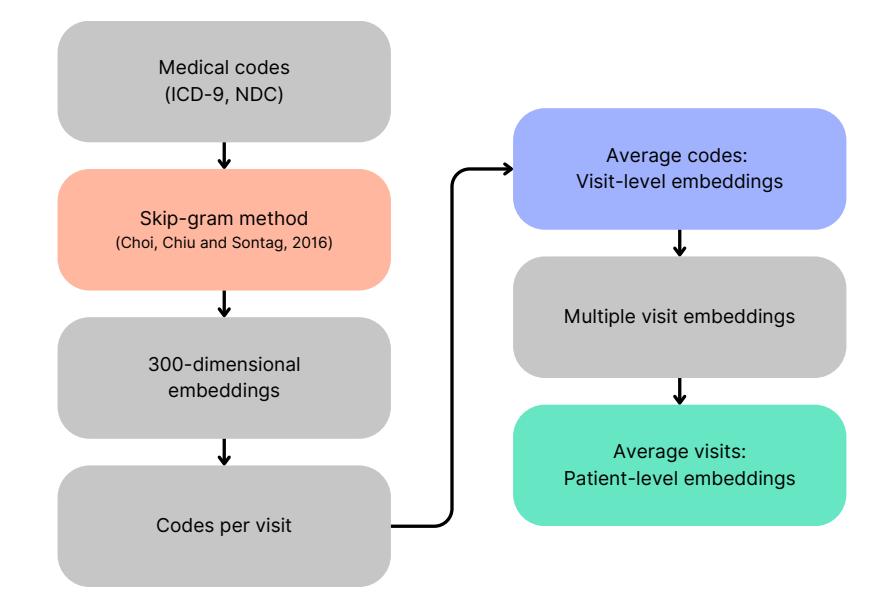 Medical codes
(ICD-9, NDC)
Skip-gram method
(Choi, Chiu and Sontag, 2016)
300-dimensional
embeddings
Codes per visit
Average codes:
Visit-level embeddings
Multiple visit embeddings
Average visits:
Patient-level embeddings